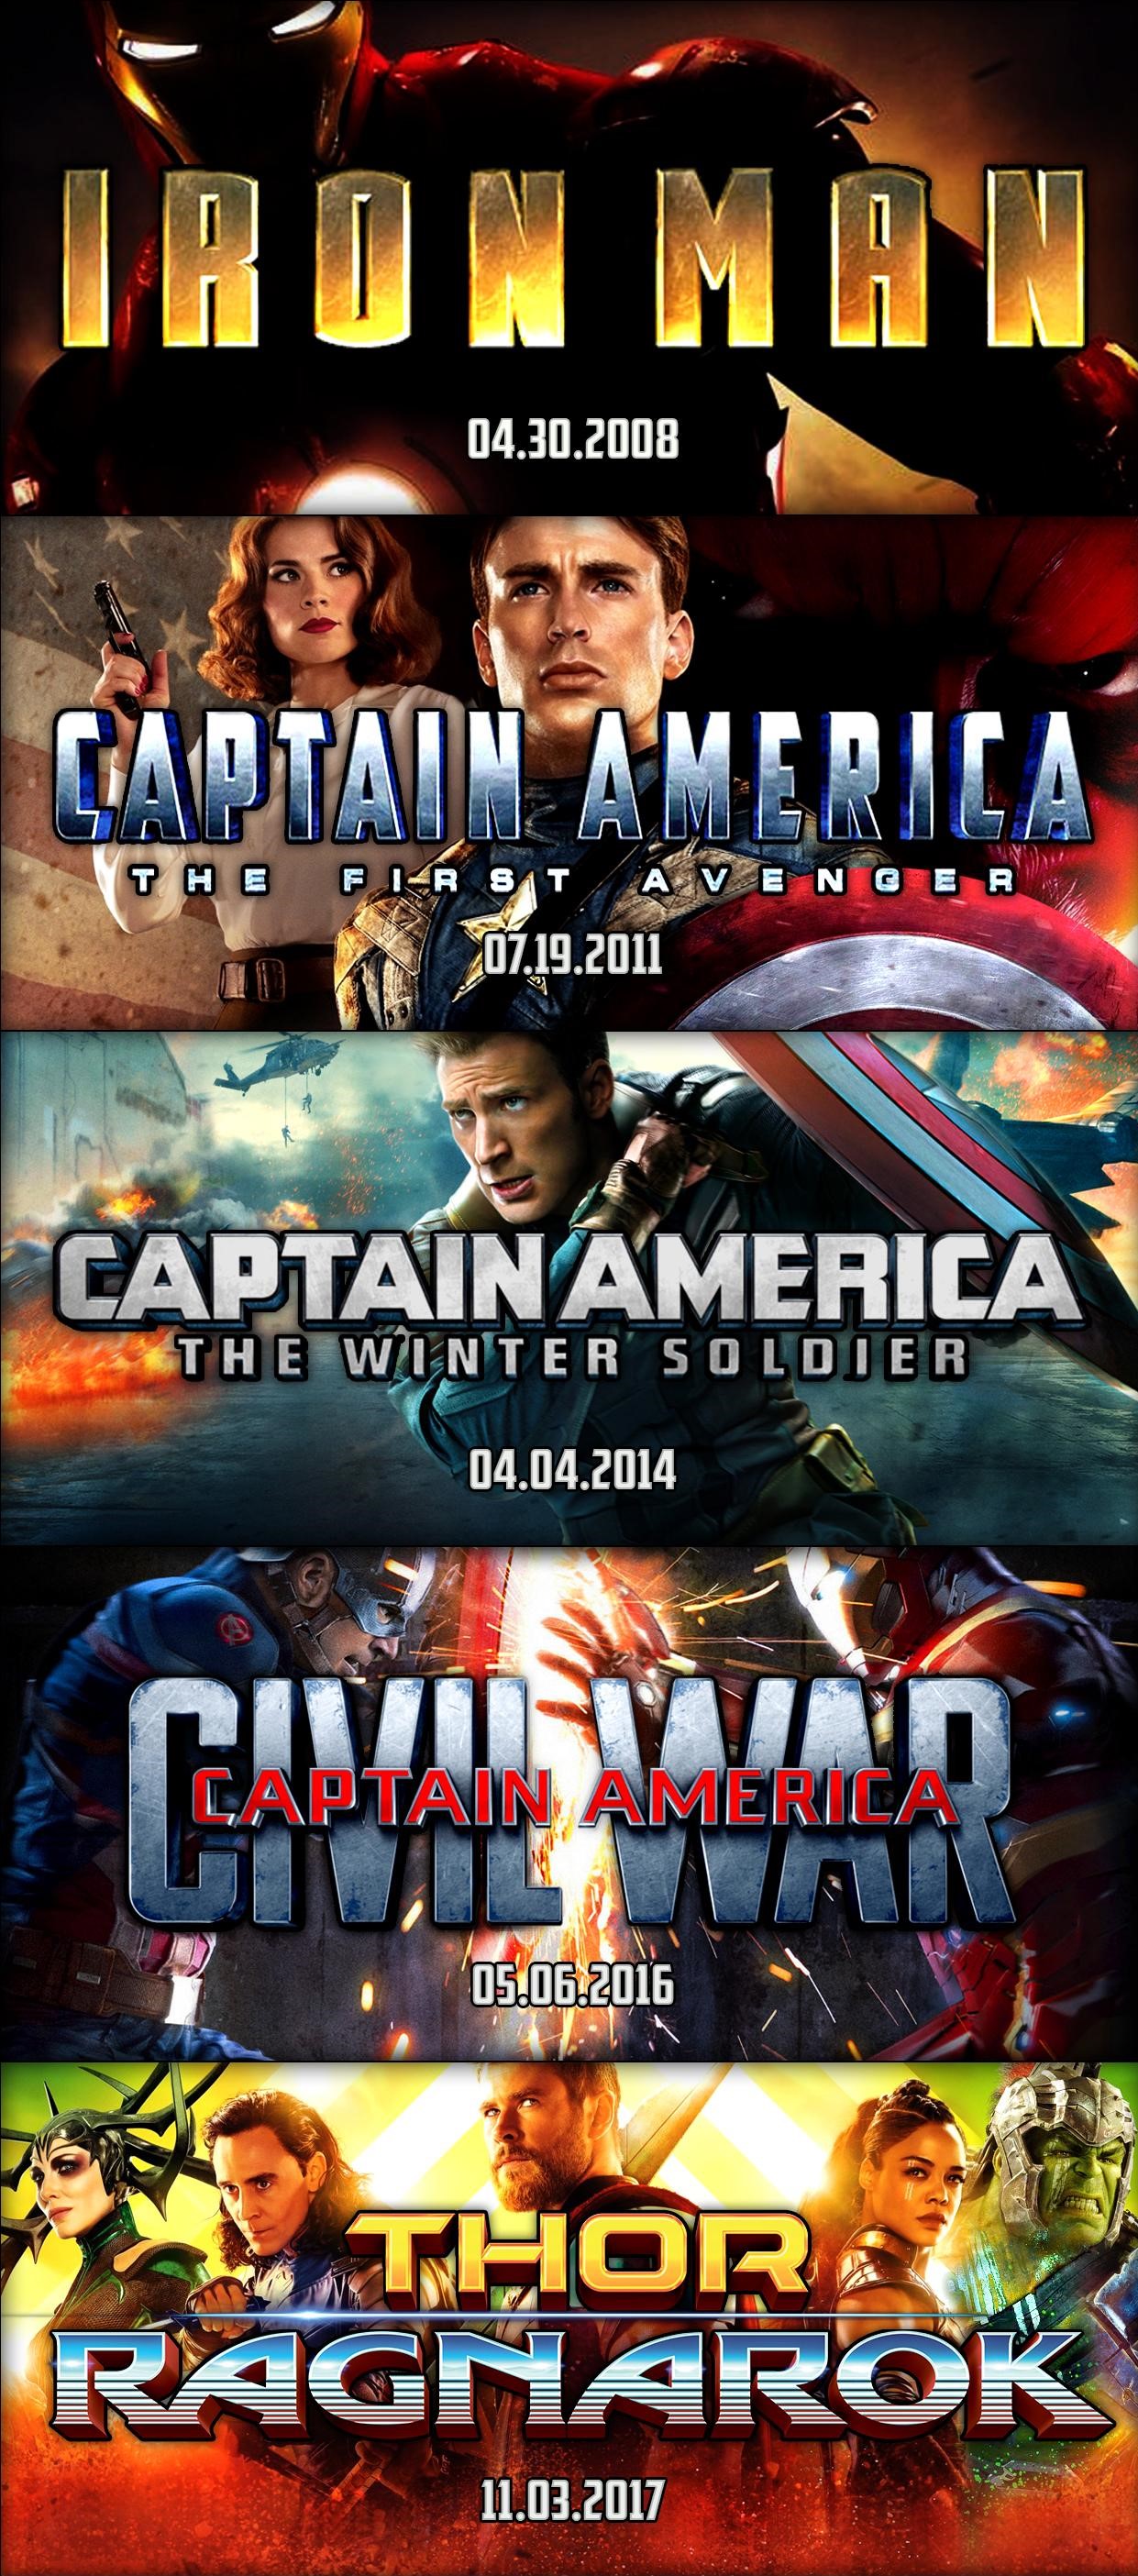 IRON MAN
04.30.2008
CAPTAIN AMERICA
THE FIRST AVENGER
07.19.2011
CAPTAIN AMERICA
THE WINTER SOLDIER
04.04.2014
CIVIL WAR
CAPTAIN AMERICA
05.06.2016
THOR
RAGNAROK
11.03.2017